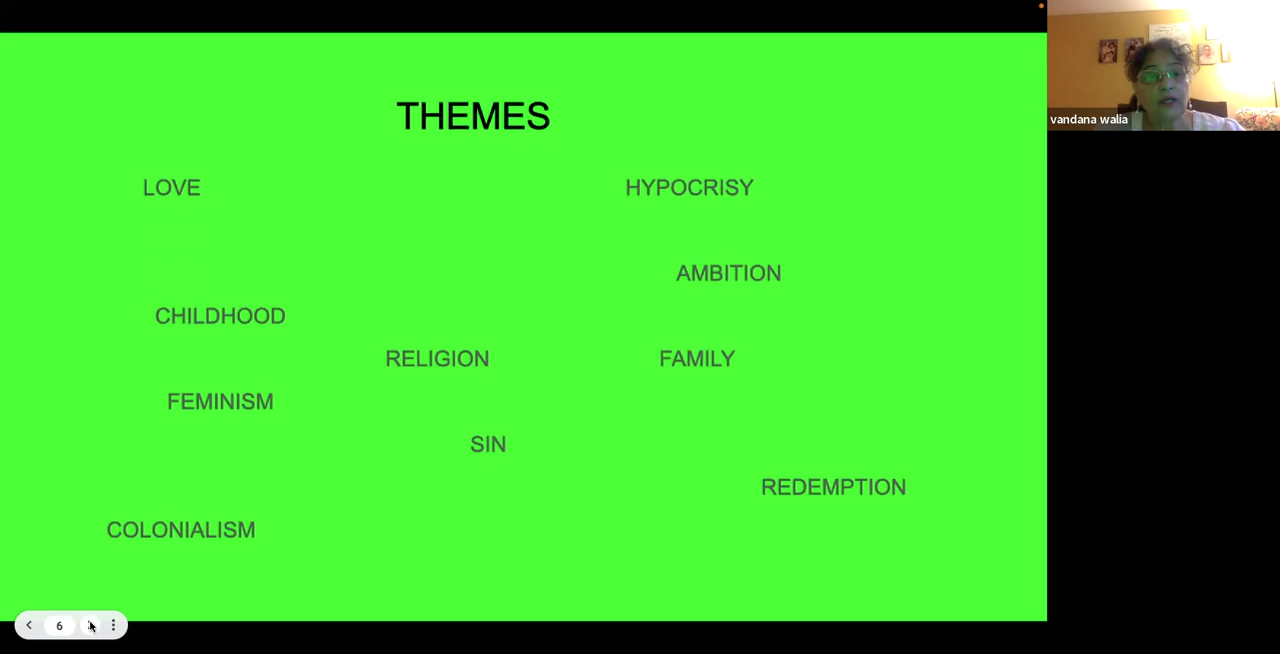 THEMES
LOVE
HYPOCRISY
AMBITION
CHILDHOOD
RELIGION
FAMILY
FEMINISM
SIN
REDEMPTION
COLONIALISM
6
vandana walia